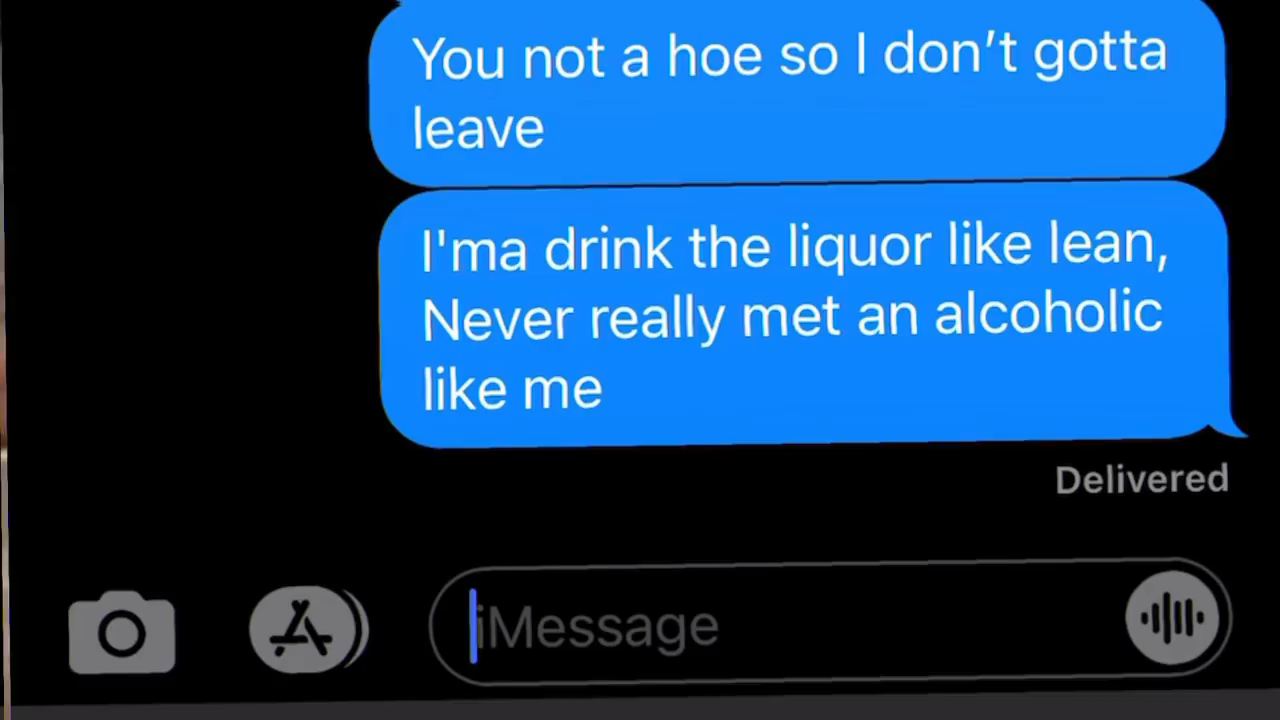 You not a hoe so I don’t gotta
leave
I'ma drink the liquor like lean,
Never really met an alcoholic
like me
Delivered
iMessage